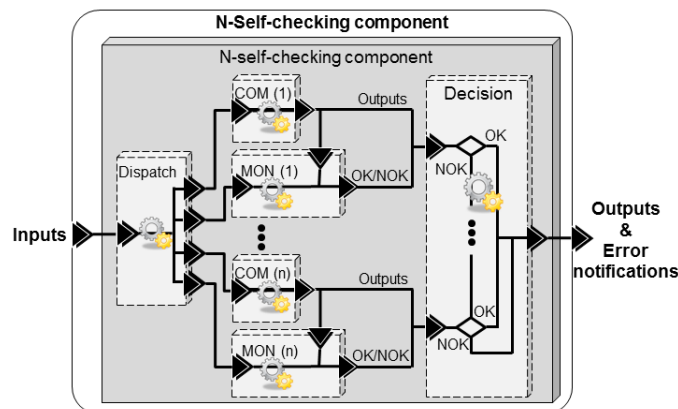 N-Self-checking component
N-self-checking component
COM (1)
Outputs
Decision
OK
Dispatch
MON (1)
OK/NOK
NOK
Inputs
Outputs
&
Error
notifications
COM (n)
Outputs
OK
NOK
MON (n)
OK/NOK